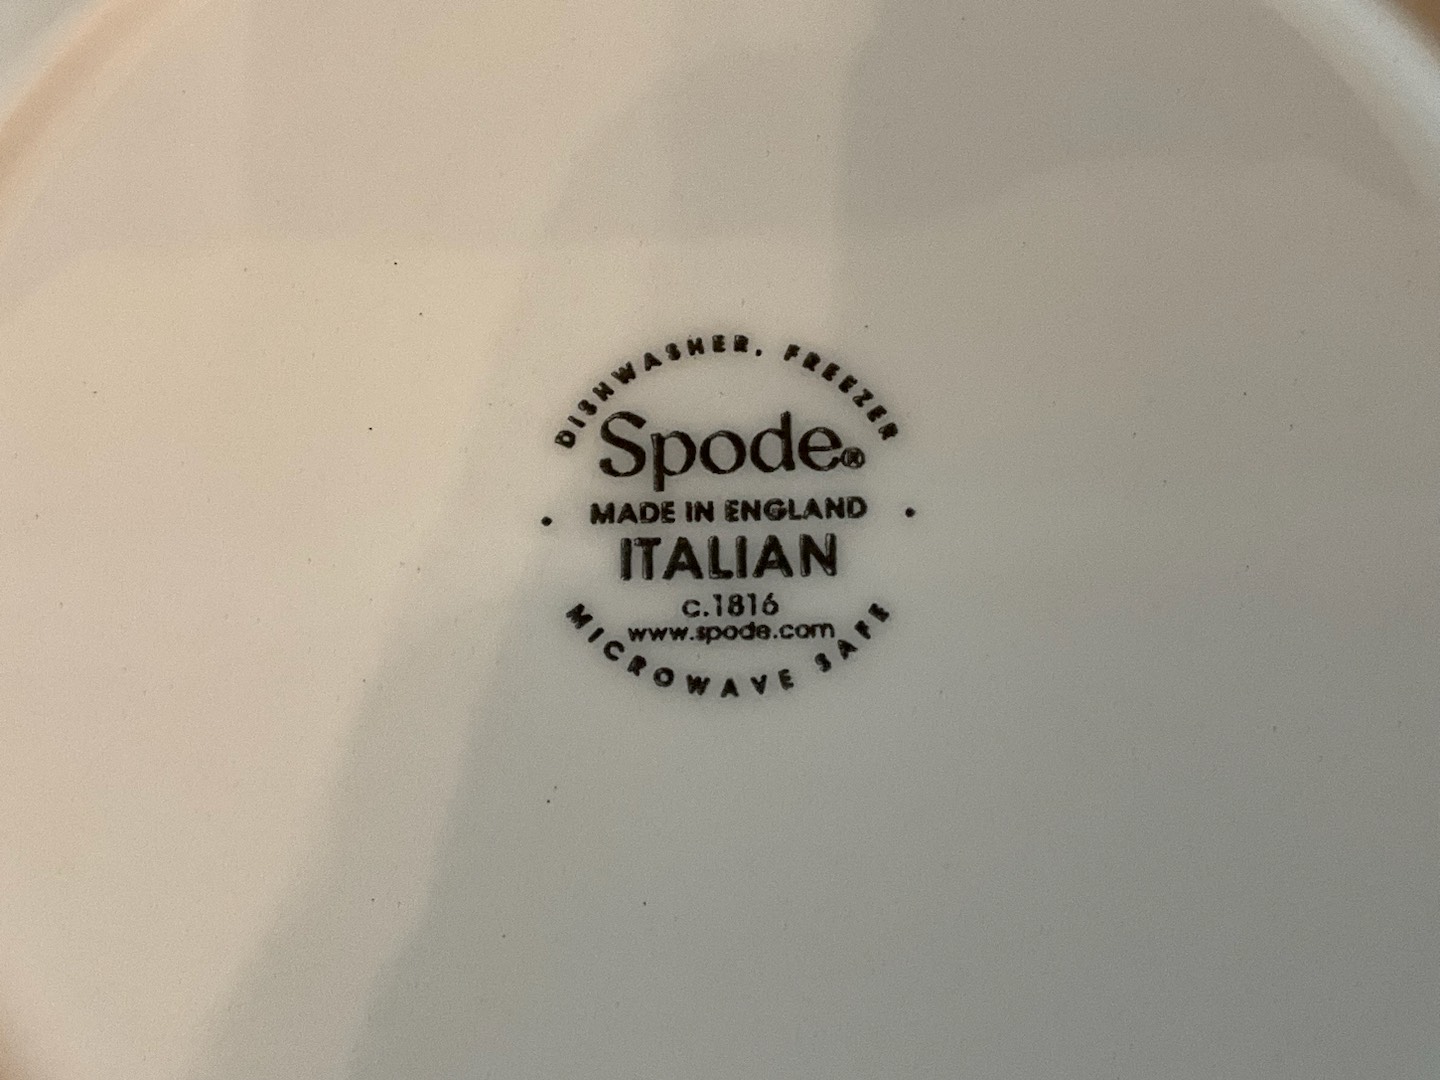 DISHWASHER, FREEZER
Spode®
MADE IN ENGLAND
ITALIAN
c.1816
www.spode.com
MICROWAVE SAFE